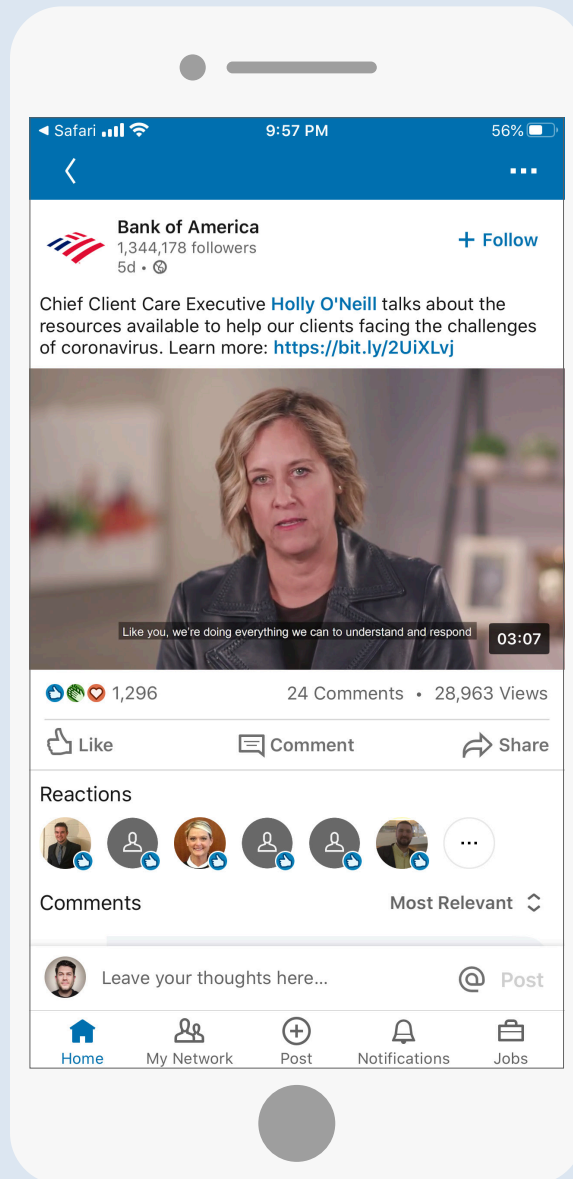 ◀ Safari 9:57 PM 56%
Bank of America
1,344,178 followers
5d •
+ Follow
Chief Client Care Executive Holly O'Neill talks about the
resources available to help our clients facing the challenges
of coronavirus. Learn more: https://bit.ly/2UiXLvj
Like you, we're doing everything we can to understand and respond
03:07
1,296 24 Comments • 28,963 Views
Like Comment Share
Reactions
Comments Most Relevant
Leave your thoughts here... @ Post
Home My Network Post Notifications Jobs